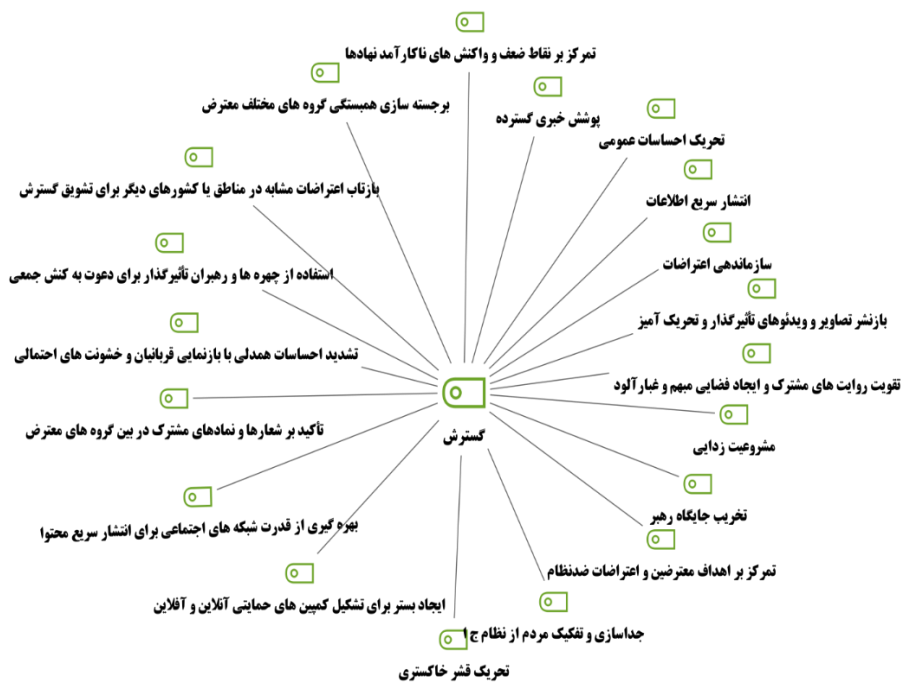 تمرکز بر نقاط ضعف و واکنش های ناکارآمد نهادها
پوشش خبری گسترده
تحریک احساسات عمومی
انتشار سریع اطلاعات
سازماندهی اعتراضات
بازنشر تصاویر و ویدئوهای تأثیرگذار و تحریک آمیز
تقویت روایت های مشترک و ایجاد فضایی مبهم و غبارآلود
مشروعیت زدایی
تخریب جایگاه رهبر
تمرکز بر اهداف معترضین و اعتراضات ضدنظام
جداسازی و تفکیک مردم از نظام ج ا
تحریک قشر خاکستری
ایجاد بستر برای تشکیل کمپین های حمایتی آنلاین و آفلاین
بهره گیری از قدرت شبکه های اجتماعی برای انتشار سریع محتوا
تأکید بر شعارها و نمادهای مشترک در بین گروه های معترض
تشدید احساسات همدلی با بازنمایی قربانیان و خشونت های احتمالی
استفاده از چهره ها و رهبران تأثیرگذار برای دعوت به کنش جمعی
بازتاب اعتراضات مشابه در مناطق یا کشورهای دیگر برای تشویق گسترش
برجسته سازی همبستگی گروه های مختلف معترض
گسترش